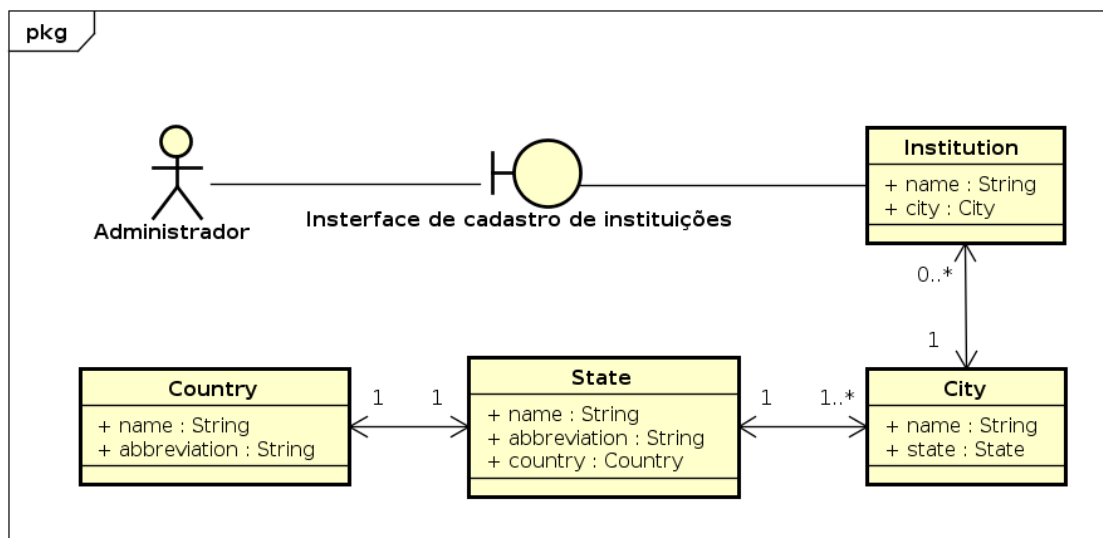 pkg
Administrador
Insterface de cadastro de instituições
Institution
+ name : String
+ city : City
0..*
1
Country
+ name : String
+ abbreviation : String
1
1
State
+ name : String
+ abbreviation : String
+ country : Country
1
1..*
City
+ name : String
+ state : State